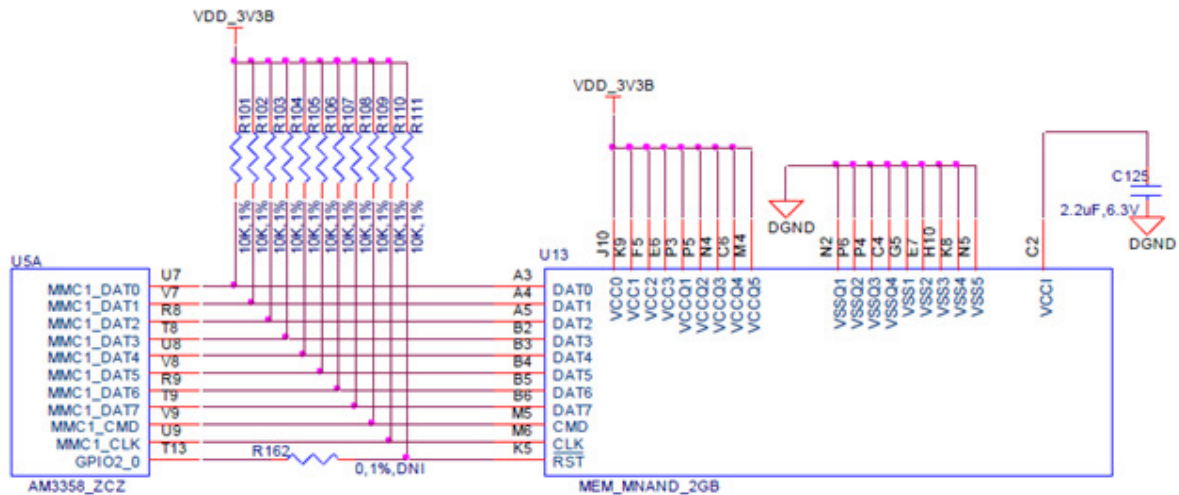 VDD_3V3B
R101
R102
R103
R104
R105
R106
R107
R108
R109
R110
R111
10K,1%
10K,1%
10K,1%
10K,1%
10K,1%
10K,1%
10K,1%
10K,1%
10K,1%
10K,1%
10K,1%
VDD_3V3B
J10
K9
F5
E6
P3
P5
N4
C6
M4
DGND
N2
P6
P4
C4
G5
E7
H10
K8
N5
C2
C125
2.2uF,6.3V
DGND
U5A
U13
VCC0
VCC1
VCC2
VCC3
VCCQ1
VCCQ2
VCCQ3
VCCQ4
VCCQ5
VSSQ1
VSSQ2
VSSQ3
VSSQ4
VSS1
VSS2
VSS3
VSS4
VSS5
VCCI
MMC1_DAT0 U7 A3 DAT0
MMC1_DAT1 V7 A4 DAT1
MMC1_DAT2 R8 A5 DAT2
MMC1_DAT3 T8 B2 DAT3
MMC1_DAT4 U8 B3 DAT4
MMC1_DAT5 V8 B4 DAT5
MMC1_DAT6 R9 B5 DAT6
MMC1_DAT7 T9 B6 DAT7
MMC1_CMD V9 M5 CMD
MMC1_CLK U9 M6 CLK
GPIO2_0 T13 R162 0,1%,DNI K5 RST
AM3358_ZCZ
MEM_MNAND_2GB